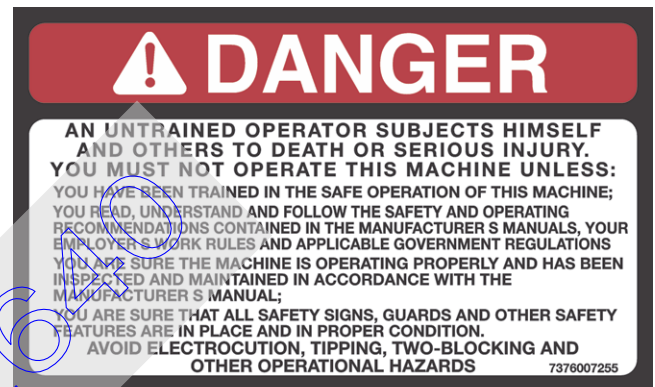 DANGER
AN UNTRAINED OPERATOR SUBJECTS HIMSELF
AND OTHERS TO DEATH OR SERIOUS INJURY.
YOU MUST NOT OPERATE THIS MACHINE UNLESS:
YOU HAVE BEEN TRAINED IN THE SAFE OPERATION OF THIS MACHINE;
YOU READ, UNDERSTAND AND FOLLOW THE SAFETY AND OPERATING
RECOMMENDATIONS CONTAINED IN THE MANUFACTURER S MANUALS, YOUR
EMPLOYER S WORK RULES AND APPLICABLE GOVERNMENT REGULATIONS
YOU ARE SURE THE MACHINE IS OPERATING PROPERLY AND HAS BEEN
INSPECTED AND MAINTAINED IN ACCORDANCE WITH THE
MANUFACTURER S MANUAL;
YOU ARE SURE THAT ALL SAFETY SIGNS, GUARDS AND OTHER SAFETY
FEATURES ARE IN PLACE AND IN PROPER CONDITION.
AVOID ELECTROCUTION, TIPPING, TWO-BLOCKING AND
OTHER OPERATIONAL HAZARDS 7376007255
640